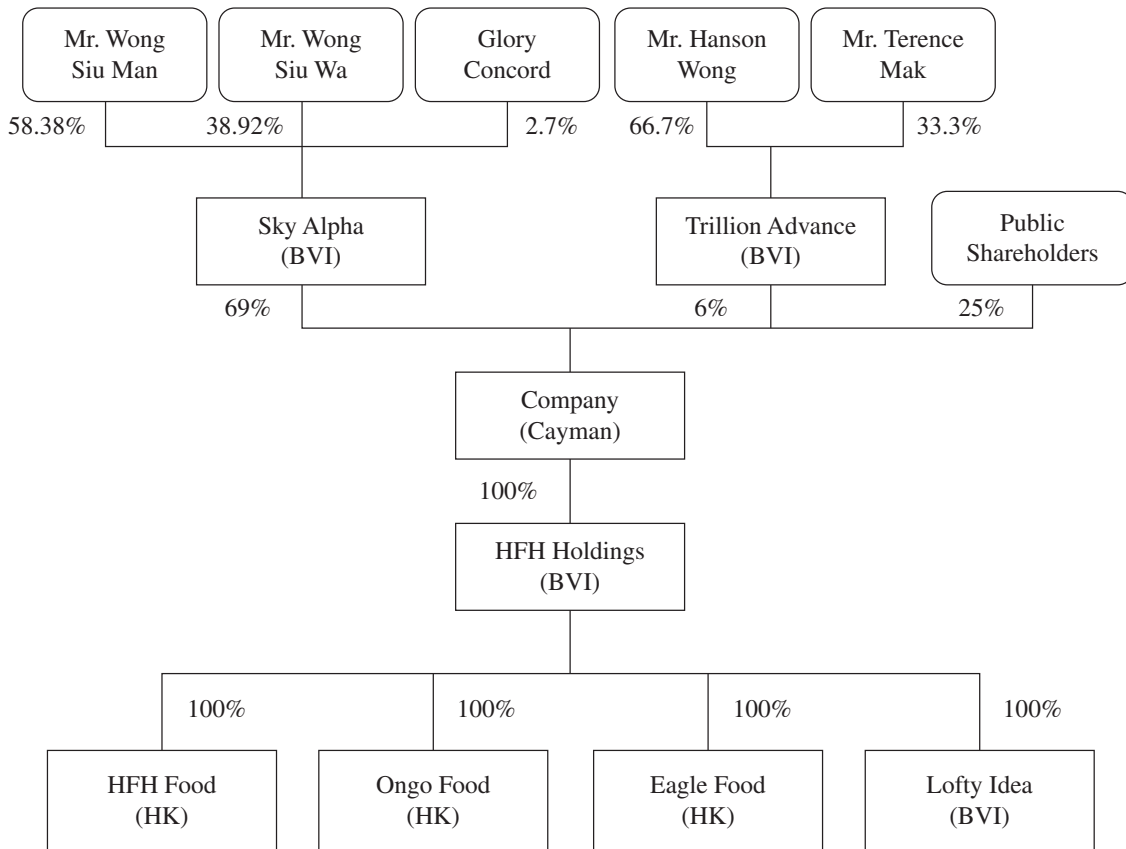 Mr. Wong
Siu Man
Mr. Wong
Siu Wa
Glory
Concord
Mr. Hanson
Wong
Mr. Terence
Mak
58.38%
38.92%
2.7%
66.7%
33.3%
Sky Alpha
(BVI)
Trillion Advance
(BVI)
Public
Shareholders
69%
6%
25%
Company
(Cayman)
100%
HFH Holdings
(BVI)
100%
100%
100%
100%
HFH Food
(HK)
Ongo Food
(HK)
Eagle Food
(HK)
Lofty Idea
(BVI)